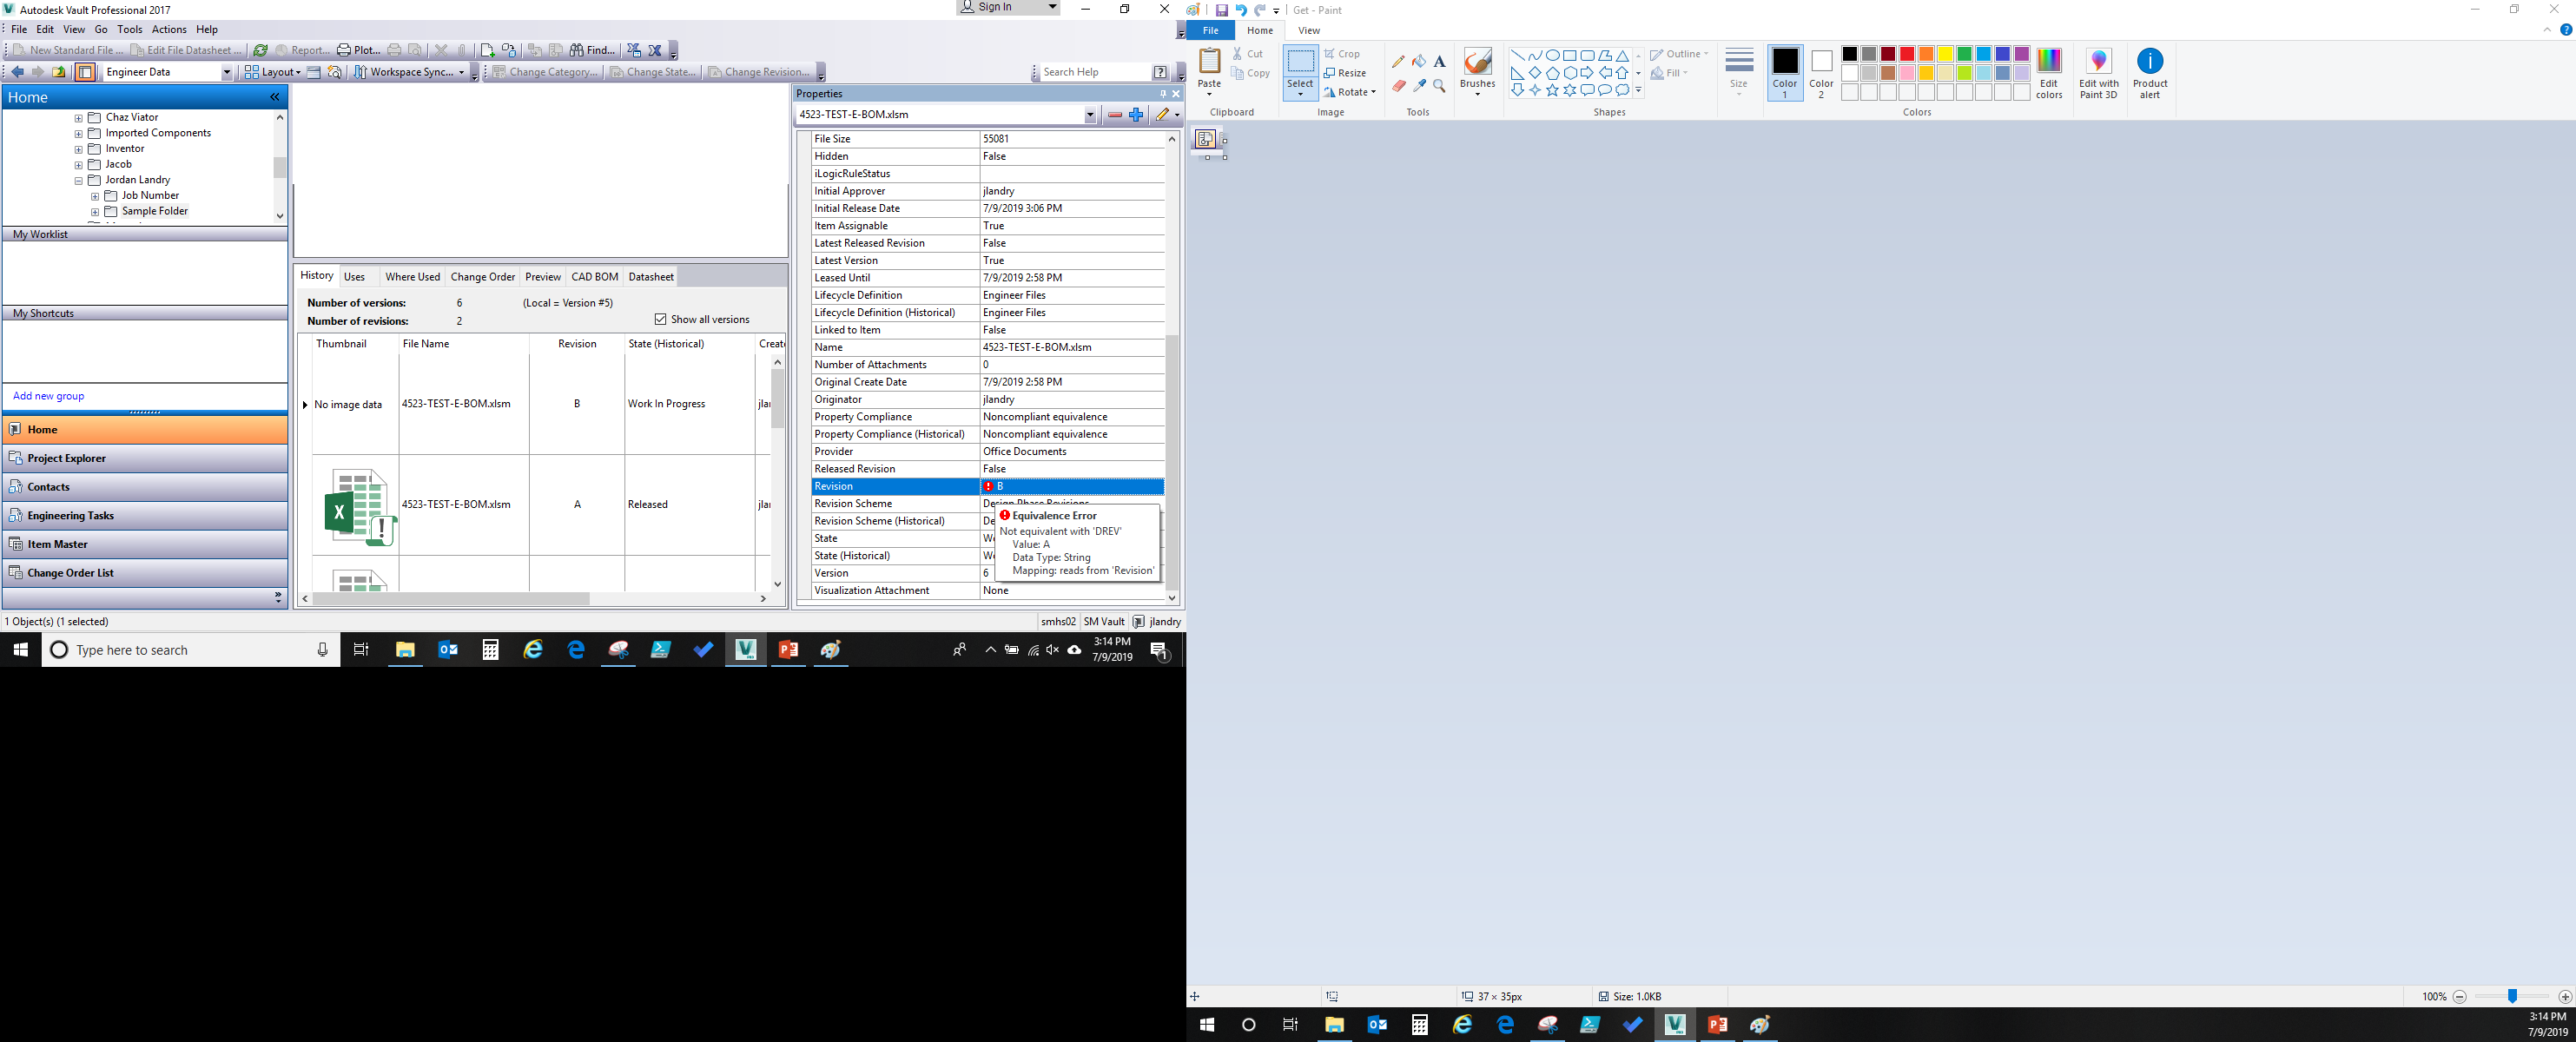 Autodesk Vault Professional 2017
Sign In
File Edit View Go Tools Actions Help
New Standard File ... Edit File Datasheet ... Report... Plot... Find...
Engineer Data Layout Workspace Sync... Change Category... Change State... Change Revision... Search Help
Home
Chaz Viator
Imported Components
Inventor
Jacob
Jordan Landry
Job Number
Sample Folder
My Worklist
My Shortcuts
Add new group
Home
Project Explorer
Contacts
Engineering Tasks
Item Master
Change Order List
History Uses Where Used Change Order Preview CAD BOM Datasheet
Number of versions: 6 (Local = Version #5)
Number of revisions: 2 Show all versions
Thumbnail File Name Revision State (Historical) Create
No image data 4523-TEST-E-BOM.xlsm B Work In Progress jlai
4523-TEST-E-BOM.xlsm A Released jlai
Properties
4523-TEST-E-BOM.xlsm
File Size 55081
Hidden False
iLogicRuleStatus
Initial Approver jlandry
Initial Release Date 7/9/2019 3:06 PM
Item Assignable True
Latest Released Revision False
Latest Version True
Leased Until 7/9/2019 2:58 PM
Lifecycle Definition Engineer Files
Lifecycle Definition (Historical) Engineer Files
Linked to Item False
Name 4523-TEST-E-BOM.xlsm
Number of Attachments 0
Original Create Date 7/9/2019 2:58 PM
Originator jlandry
Property Compliance Noncompliant equivalence
Property Compliance (Historical) Noncompliant equivalence
Provider Office Documents
Released Revision False
Revision B
Revision Scheme Design Phase Revisions
Revision Scheme (Historical) De
State Wo
State (Historical) Wo
Version 6
Visualization Attachment None
Equivalence Error
Not equivalent with 'DREV'
Value: A
Data Type: String
Mapping: reads from 'Revision'
1 Object(s) (1 selected)
smhs02 SM Vault jlandry
Type here to search
3:14 PM
7/9/2019
1
Get - Paint
File Home View
Paste Cut Copy
Clipboard
Select Crop Resize Rotate
Image
Tools
Brushes
Outline
Fill
Shapes
Size
Color 1
Color 2
Edit colors
Colors
Edit with Paint 3D
Product alert
37 × 35px
Size: 1.0KB
100%
3:14 PM
7/9/2019